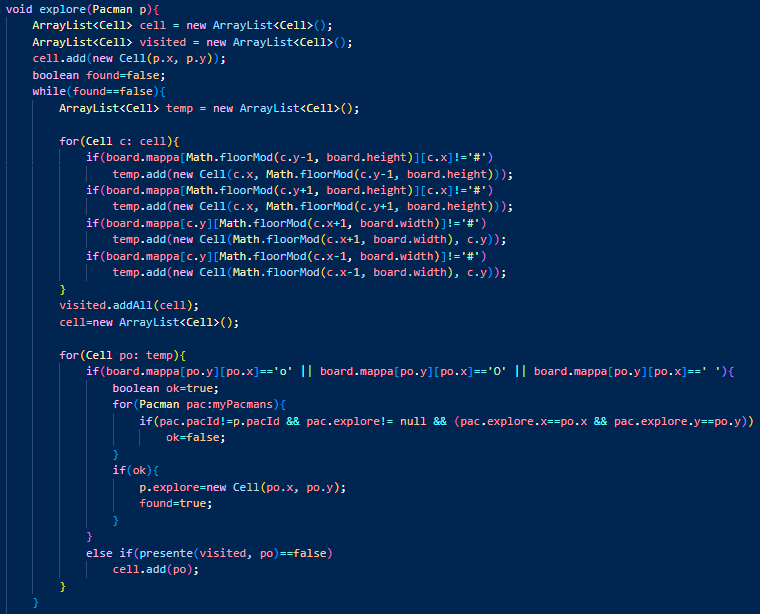 void explore(Pacman p){
    ArrayList<Cell> cell = new ArrayList<Cell>();
    ArrayList<Cell> visited = new ArrayList<Cell>();
    cell.add(new Cell(p.x, p.y));
    boolean found=false;
    while(found==false){
        ArrayList<Cell> temp = new ArrayList<Cell>();

        for(Cell c: cell){
            if(board.mappa[Math.floorMod(c.y-1, board.height)][c.x]!='#')
                temp.add(new Cell(c.x, Math.floorMod(c.y-1, board.height)));
            if(board.mappa[Math.floorMod(c.y+1, board.height)][c.x]!='#')
                temp.add(new Cell(c.x, Math.floorMod(c.y+1, board.height)));
            if(board.mappa[c.y][Math.floorMod(c.x+1, board.width)]!='#')
                temp.add(new Cell(Math.floorMod(c.x+1, board.width), c.y));
            if(board.mappa[c.y][Math.floorMod(c.x-1, board.width)]!='#')
                temp.add(new Cell(Math.floorMod(c.x-1, board.width), c.y));
        }
        visited.addAll(cell);
        cell=new ArrayList<Cell>();

        for(Cell po: temp){
            if(board.mappa[po.y][po.x]=='o' || board.mappa[po.y][po.x]=='O' || board.mappa[po.y][po.x]==' '){
                boolean ok=true;
                for(Pacman pac:myPacmans){
                    if(pac.pacId!=p.pacId && pac.explore!= null && (pac.explore.x==po.x && pac.explore.y==po.y))
                        ok=false;
                }
                if(ok){
                    p.explore=new Cell(po.x, po.y);
                    found=true;
                }
            }
            else if(presente(visited, po)==false)
                cell.add(po);
        }
    }